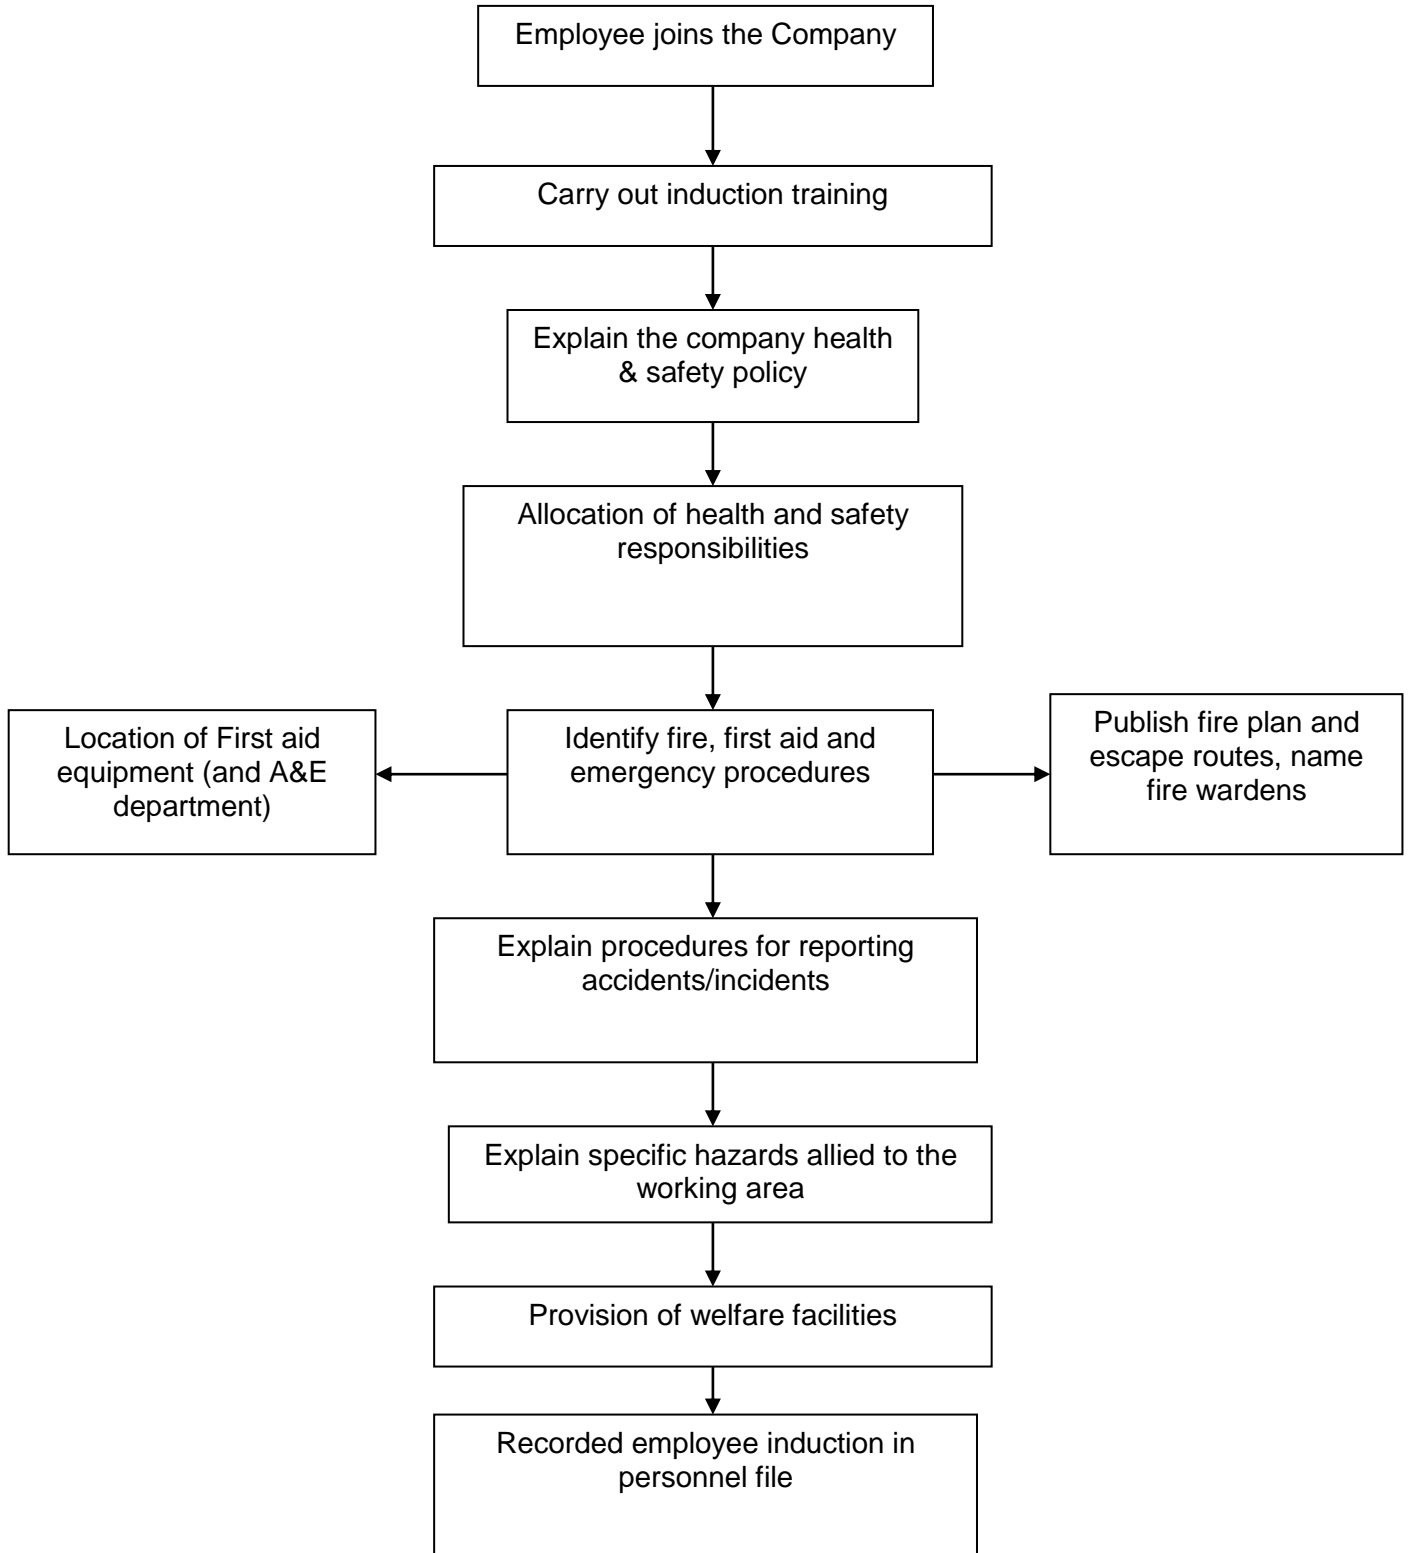 Employee joins the Company
Carry out induction training
Explain the company health
& safety policy
Allocation of health and safety
responsibilities
Location of First aid
equipment (and A&E
department)
Identify fire, first aid and
emergency procedures
Publish fire plan and
escape routes, name
fire wardens
Explain procedures for reporting
accidents/incidents
Explain specific hazards allied to the
working area
Provision of welfare facilities
Recorded employee induction in
personnel file